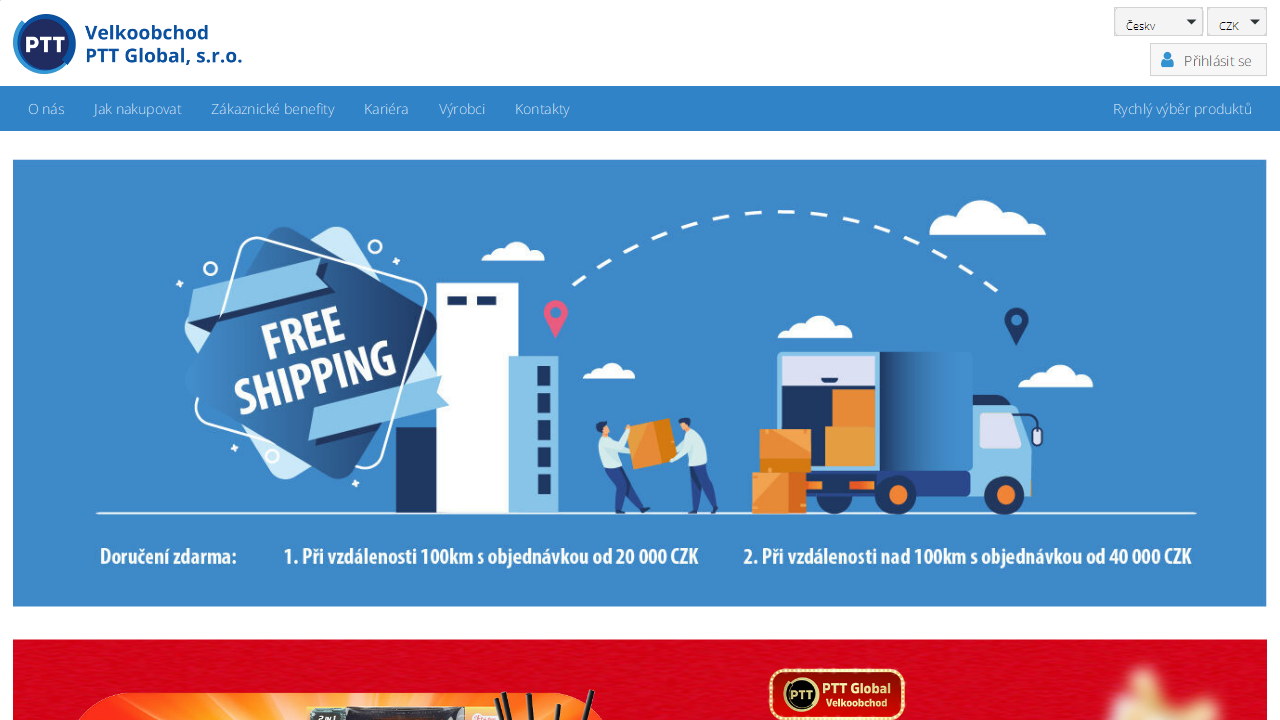 PTT
Velkoobchod
PTT Global, s.r.o.
Česky
CZK
Přihlásit se
O nás
Jak nakupovat
Zákaznické benefity
Kariéra
Výrobci
Kontakty
Rychlý výběr produktů
FREE
SHIPPING
Doručení zdarma:
1. Při vzdálenosti 100km s objednávkou od 20 000 CZK
2. Při vzdálenosti nad 100km s objednávkou od 40 000 CZK
PTT
PTT Global
Velkoobchod